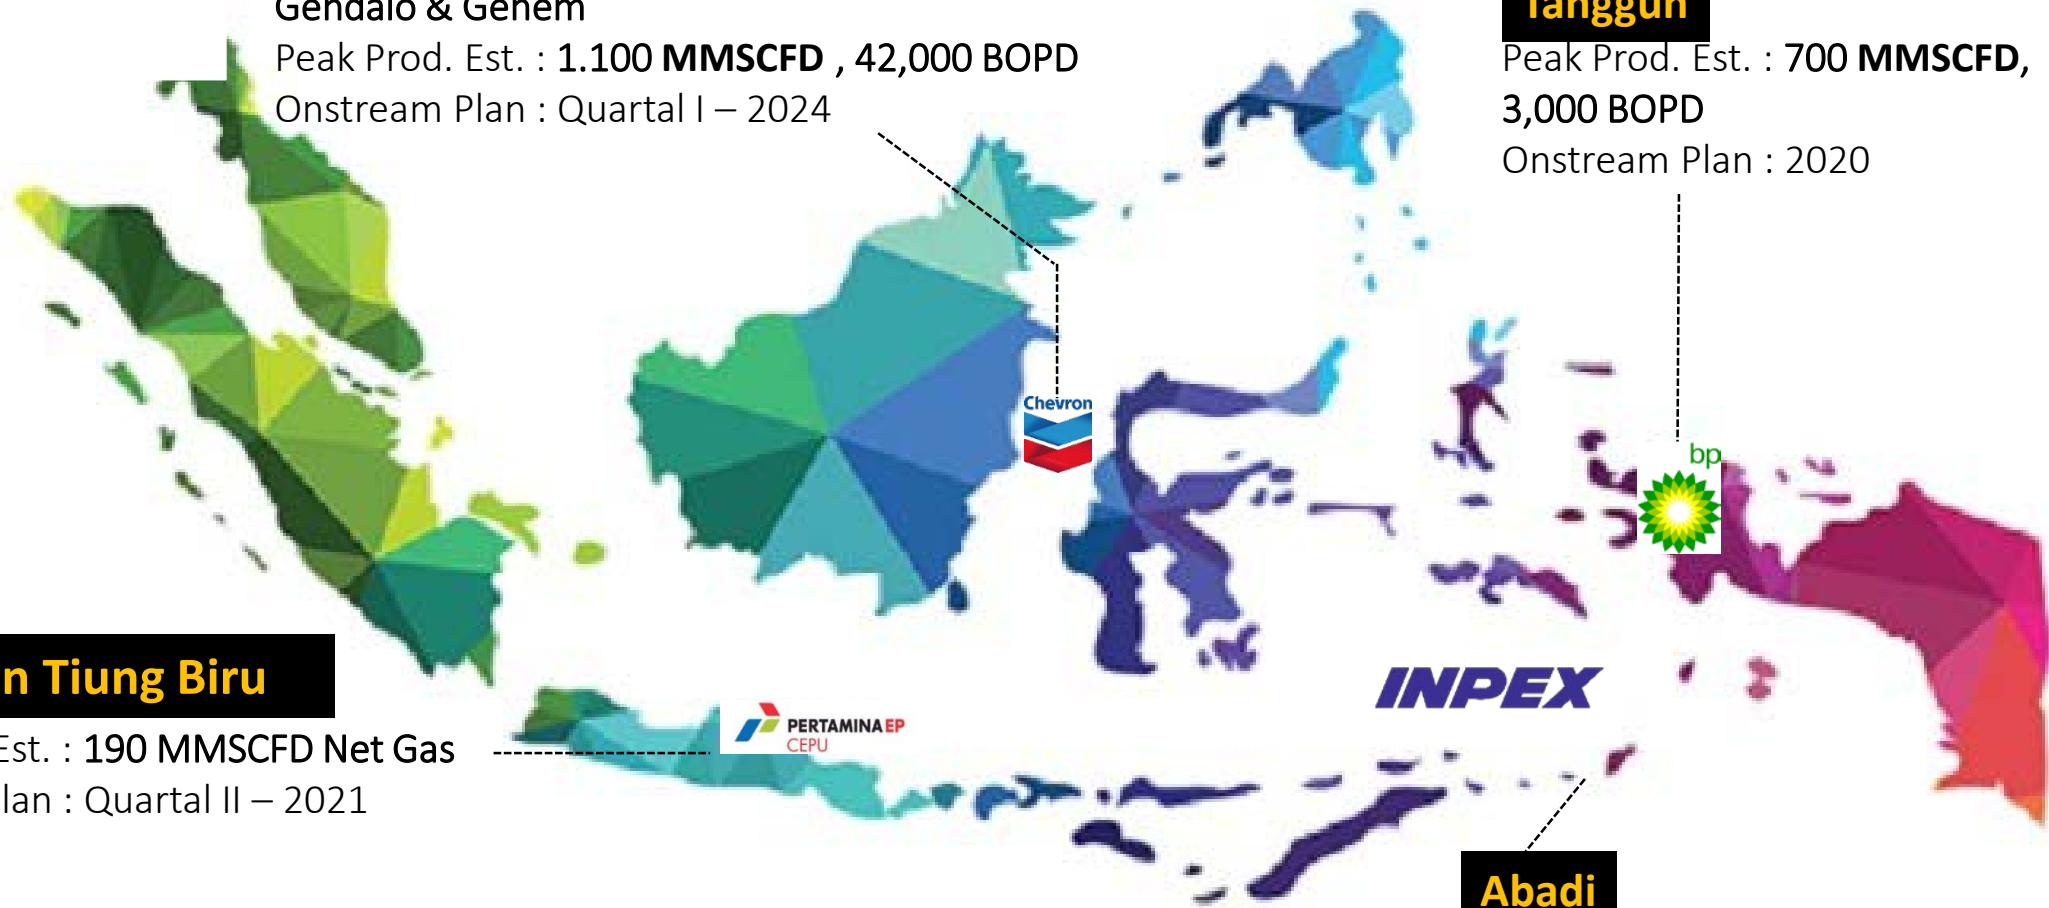 Gendalo & Gehem
Peak Prod. Est. : 1.100 MMSCFD , 42,000 BOPD
Onstream Plan : Quartal I – 2024
Tangguh
Peak Prod. Est. : 700 MMSCFD,
3,000 BOPD
Onstream Plan : 2020
Chevron
bp
n Tiung Biru
Est. : 190 MMSCFD Net Gas
lan : Quartal II – 2021
PERTAMINA EP
CEPU
INPEX
Abadi